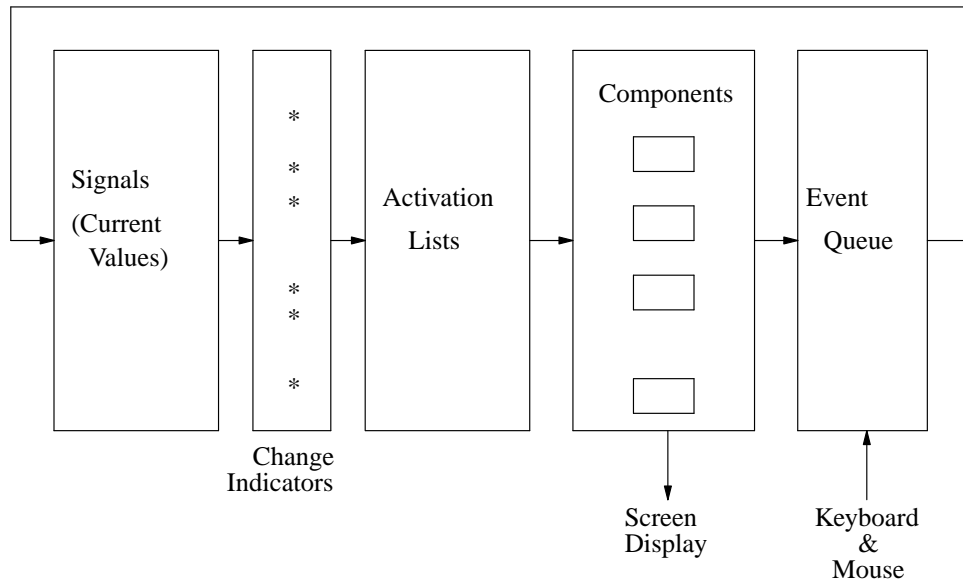 Components
Signals
(Current
Values)
Activation
Lists
Event
Queue
*
*
*
*
*
*
Change
Indicators
Screen
Display
Keyboard
&
Mouse